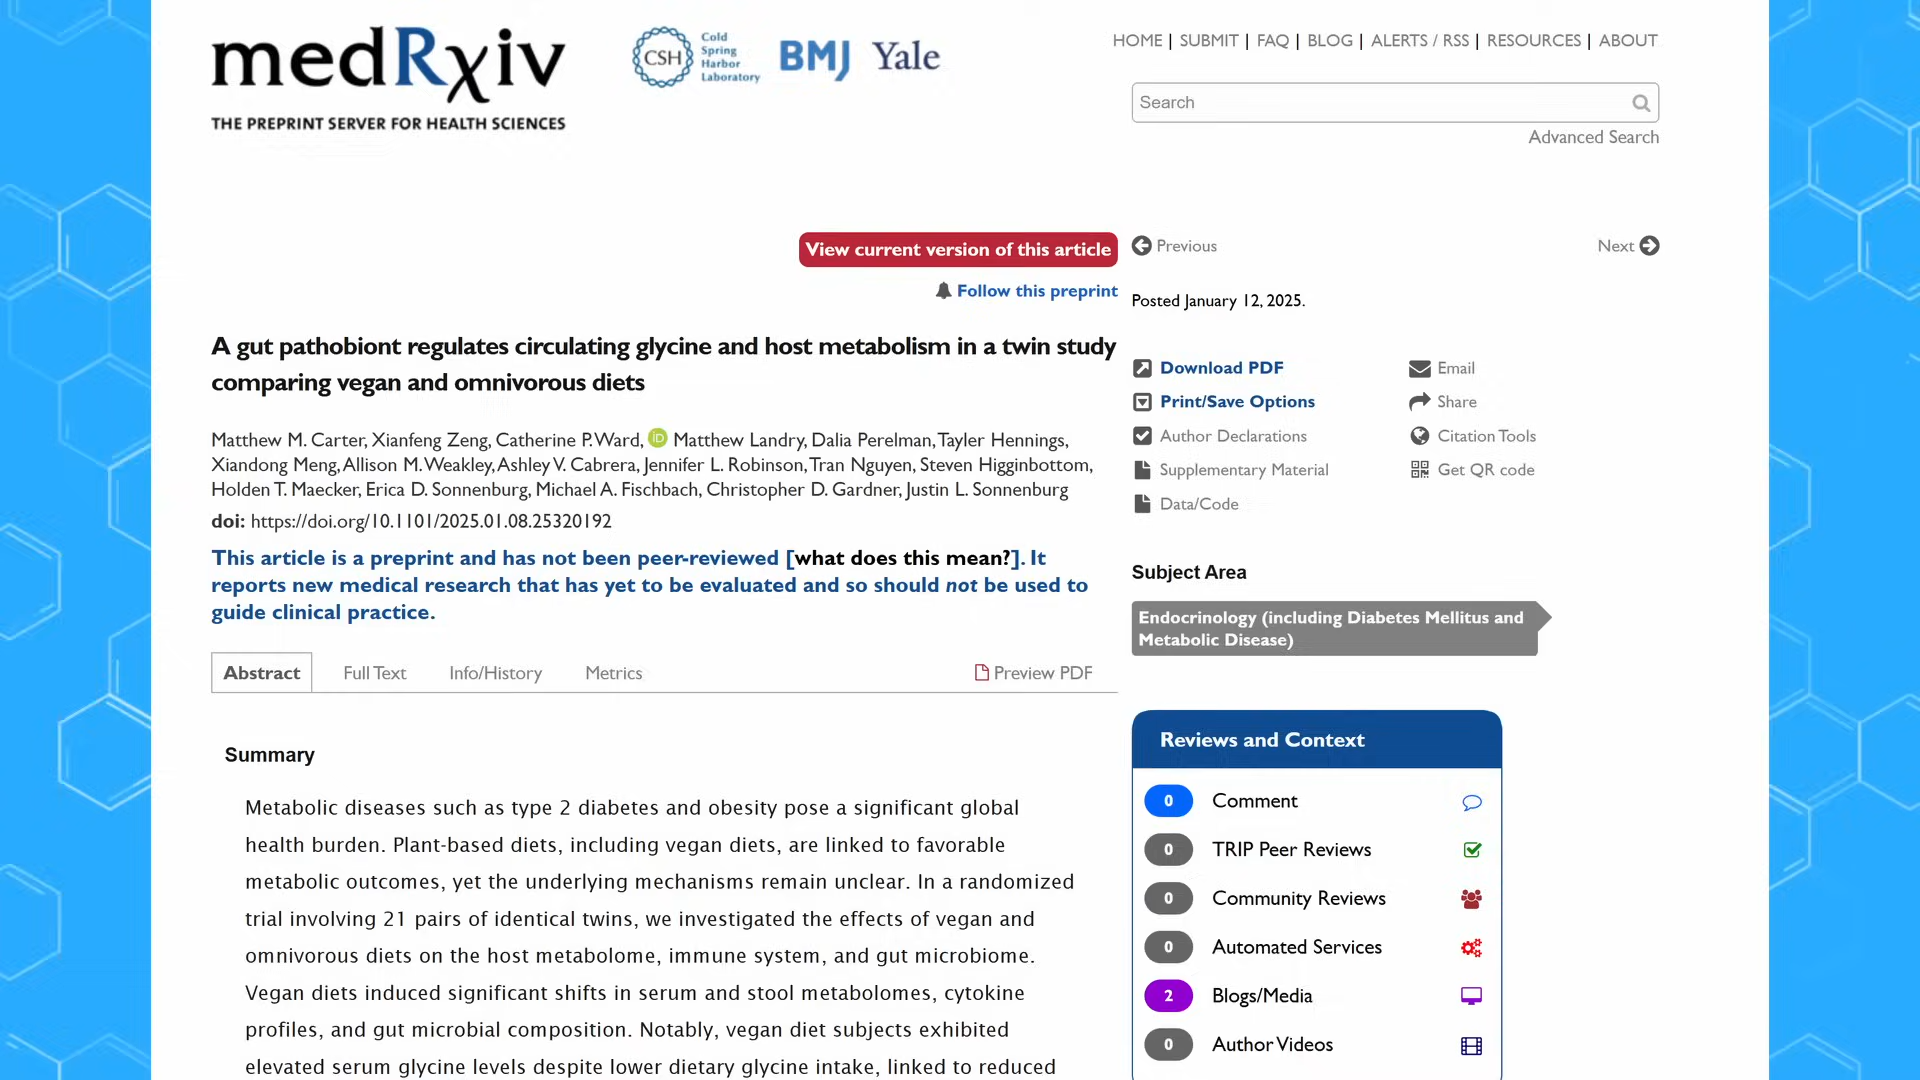 medRxiv
THE PREPRINT SERVER FOR HEALTH SCIENCES
CSH
Cold
Spring
Harbor
Laboratory
BMJ
Yale
HOME | SUBMIT | FAQ | BLOG | ALERTS / RSS | RESOURCES | ABOUT
Search
Advanced Search
View current version of this article
Follow this preprint
A gut pathobiont regulates circulating glycine and host metabolism in a twin study
comparing vegan and omnivorous diets
Matthew M. Carter, Xianfeng Zeng, Catherine P. Ward, iD Matthew Landry, Dalia Perelman, Tayler Hennings,
Xiandong Meng, Allison M. Weakley, Ashley V. Cabrera, Jennifer L. Robinson, Tran Nguyen, Steven Higginbottom,
Holden T. Maecker, Erica D. Sonnenburg, Michael A. Fischbach, Christopher D. Gardner, Justin L. Sonnenburg
doi: https://doi.org/10.1101/2025.01.08.25320192
This article is a preprint and has not been peer-reviewed [what does this mean?]. It
reports new medical research that has yet to be evaluated and so should not be used to
guide clinical practice.
Abstract Full Text Info/History Metrics Preview PDF
Summary
Metabolic diseases such as type 2 diabetes and obesity pose a significant global
health burden. Plant-based diets, including vegan diets, are linked to favorable
metabolic outcomes, yet the underlying mechanisms remain unclear. In a randomized
trial involving 21 pairs of identical twins, we investigated the effects of vegan and
omnivorous diets on the host metabolome, immune system, and gut microbiome.
Vegan diets induced significant shifts in serum and stool metabolomes, cytokine
profiles, and gut microbial composition. Notably, vegan diet subjects exhibited
elevated serum glycine levels despite lower dietary glycine intake, linked to reduced
Previous Next
Posted January 12, 2025.
Download PDF
Print/Save Options
Author Declarations
Supplementary Material
Data/Code
Email
Share
Citation Tools
Get QR code
Subject Area
Endocrinology (including Diabetes Mellitus and
Metabolic Disease)
Reviews and Context
0 Comment
0 TRIP Peer Reviews
0 Community Reviews
0 Automated Services
2 Blogs/Media
0 Author Videos